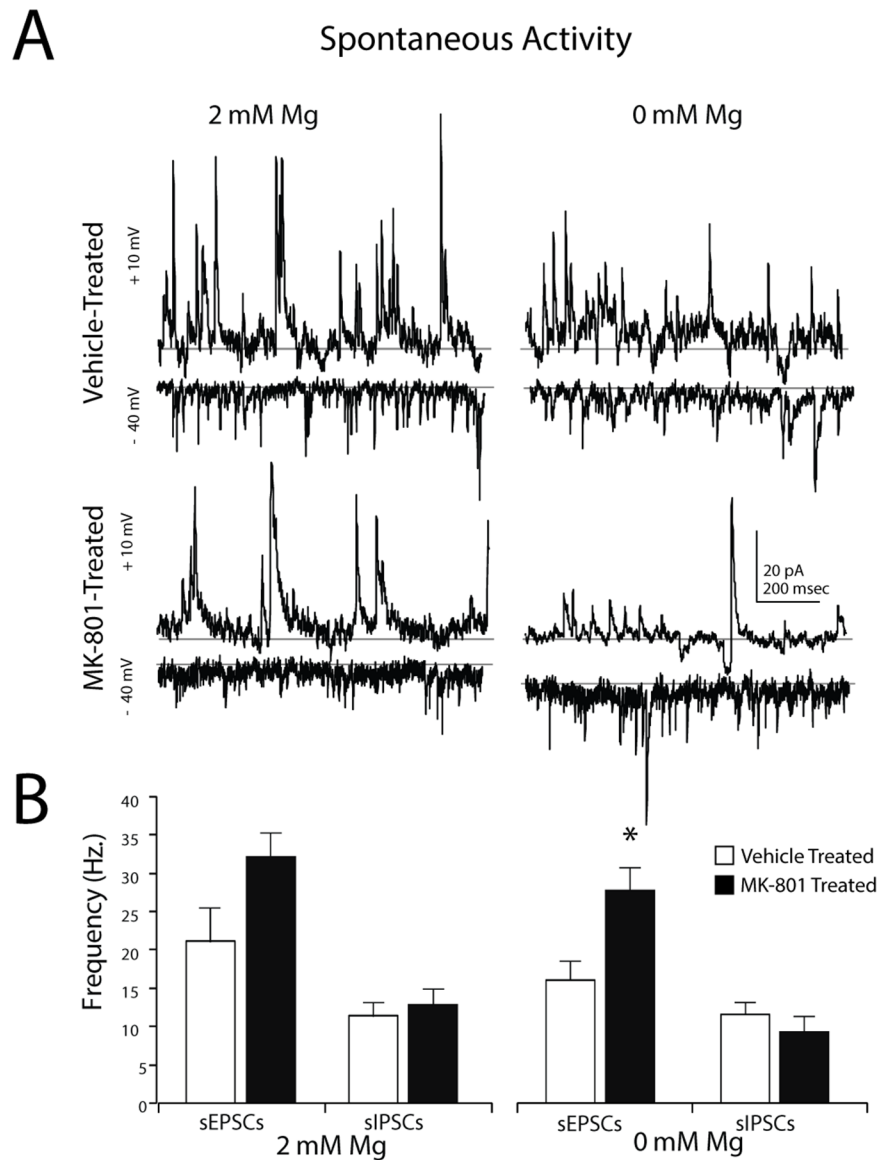 A
Spontaneous Activity
2 mM Mg
0 mM Mg
Vehicle-Treated
+ 10 mV
- 40 mV
MK-801-Treated
+ 10 mV
- 40 mV
20 pA
200 msec
B
Frequency (Hz.)
40
35
30
25
20
15
10
5
0
*
Vehicle Treated
MK-801 Treated
sEPSCs
sIPSCs
sEPSCs
sIPSCs
2 mM Mg
0 mM Mg